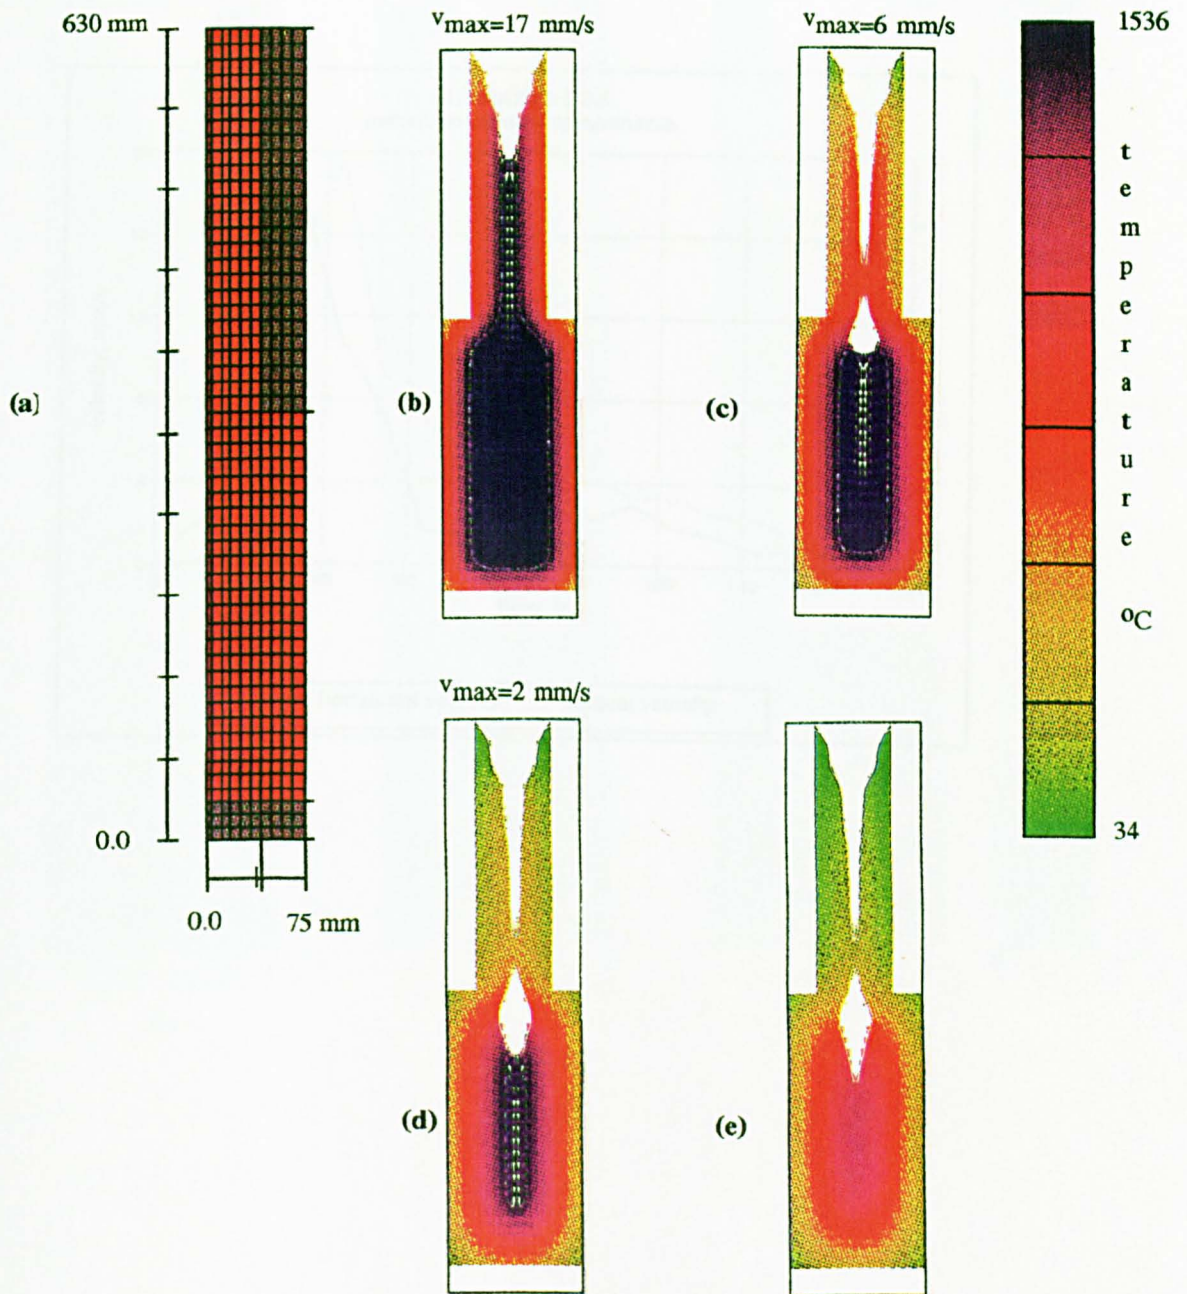 630 mm
0.0
0.0 75 mm
(a)
vmax=17 mm/s
(b)
vmax=6 mm/s
(c)
vmax=2 mm/s
(d)
(e)
1536
temperature
oC
34